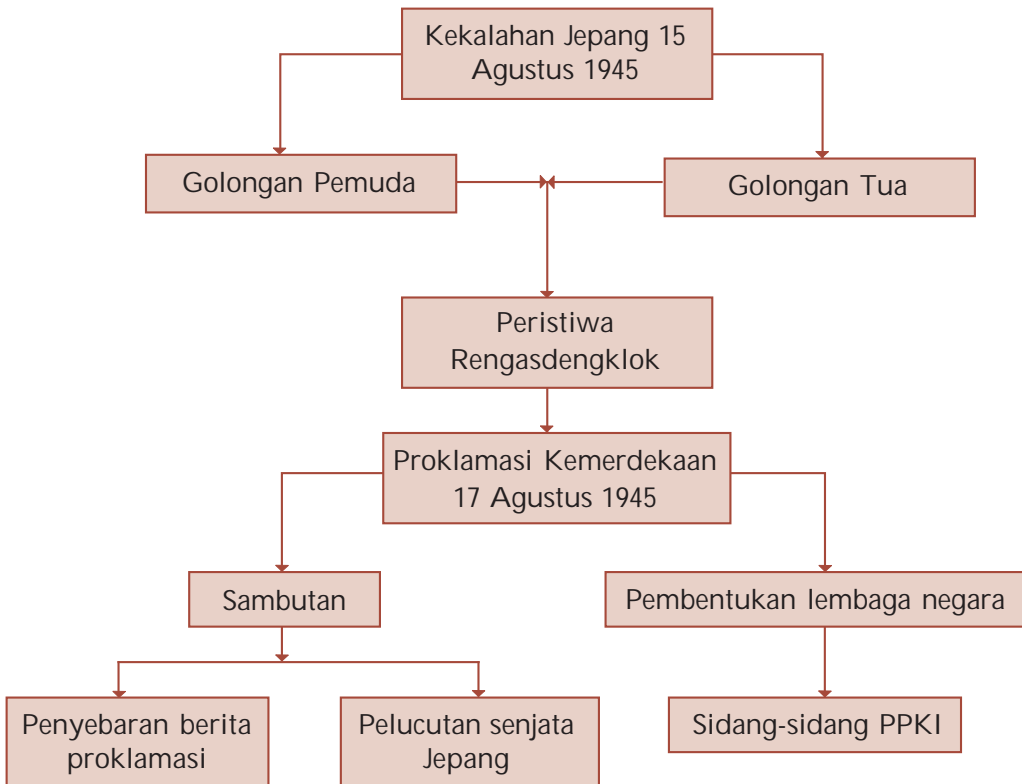 Kekalahan Jepang 15
Agustus 1945
Golongan Pemuda
Golongan Tua
Peristiwa
Rengasdengklok
Proklamasi Kemerdekaan
17 Agustus 1945
Sambutan
Pembentukan lembaga negara
Penyebaran berita
proklamasi
Pelucutan senjata
Jepang
Sidang-sidang PPKI